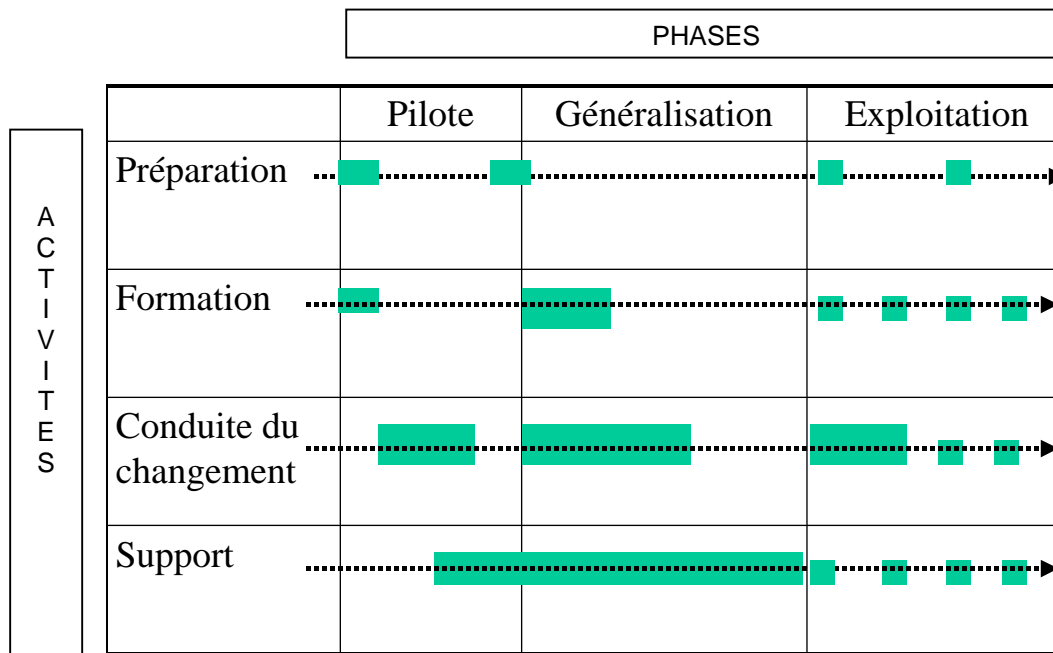 PHASES
Pilote Généralisation Exploitation
Préparation
A
C
T
I
V
I
T
E
S
Formation
Conduite du
changement
Support